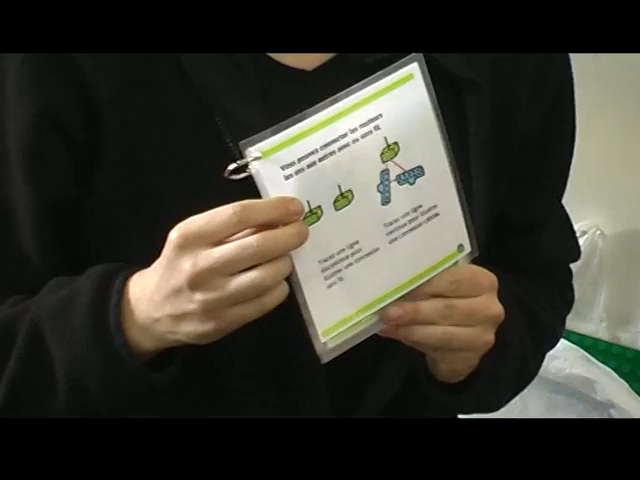 Vous pouvez connecter les routeurs
les uns aux autres avec ou sans fil.
Tracez une ligne
discontinue pour
illustrer une connexion
sans fil.
Tracez une ligne
continue pour illustrer
une connexion câblée.